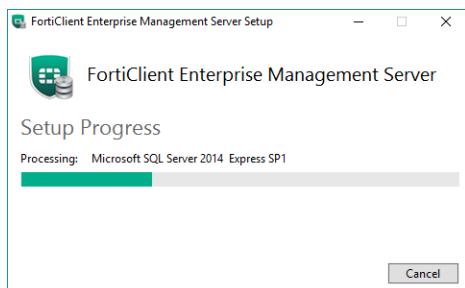 FortiClient Enterprise Management Server Setup
FortiClient Enterprise Management Server
Setup Progress
Processing: Microsoft SQL Server 2014 Express SP1
Cancel